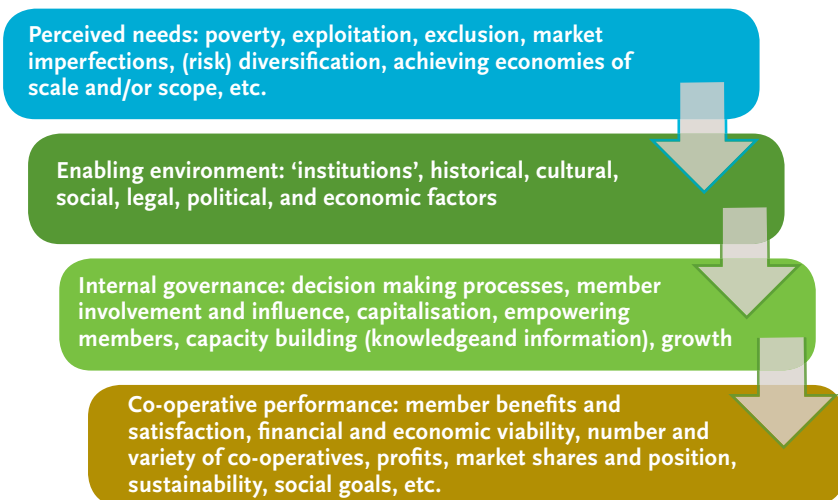 Perceived needs: poverty, exploitation, exclusion, market
imperfections, (risk) diversification, achieving economies of
scale and/or scope, etc.
Enabling environment: ‘institutions’, historical, cultural,
social, legal, political, and economic factors
Internal governance: decision making processes, member
involvement and influence, capitalisation, empowering
members, capacity building (knowledgeand information), growth
Co-operative performance: member benefits and
satisfaction, financial and economic viability, number and
variety of co-operatives, profits, market shares and position,
sustainability, social goals, etc.